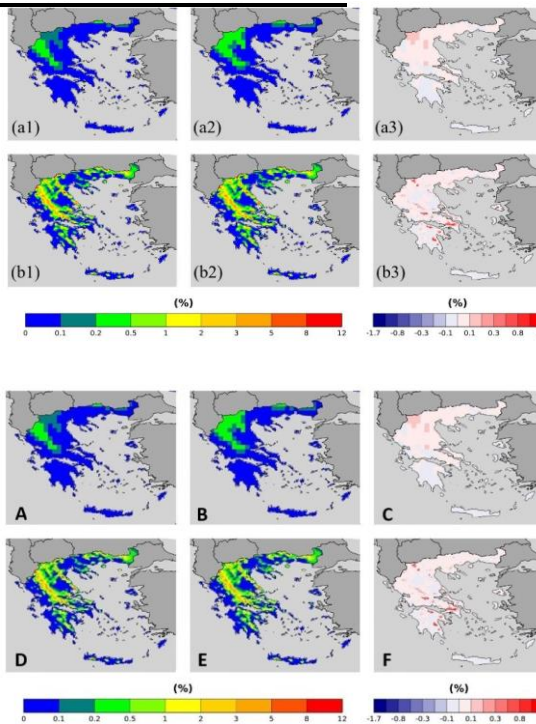 (a1) (a2) (a3)
(b1) (b2) (b3)
(%) (%)
0 0.1 0.2 0.5 1 2 3 5 8 12 -1.7 -0.8 -0.3 -0.1 0.1 0.3 0.8
A B C
D E F
(%) (%)
0 0.1 0.2 0.5 1 2 3 5 8 12 -1.7 -0.8 -0.3 -0.1 0.1 0.3 0.8